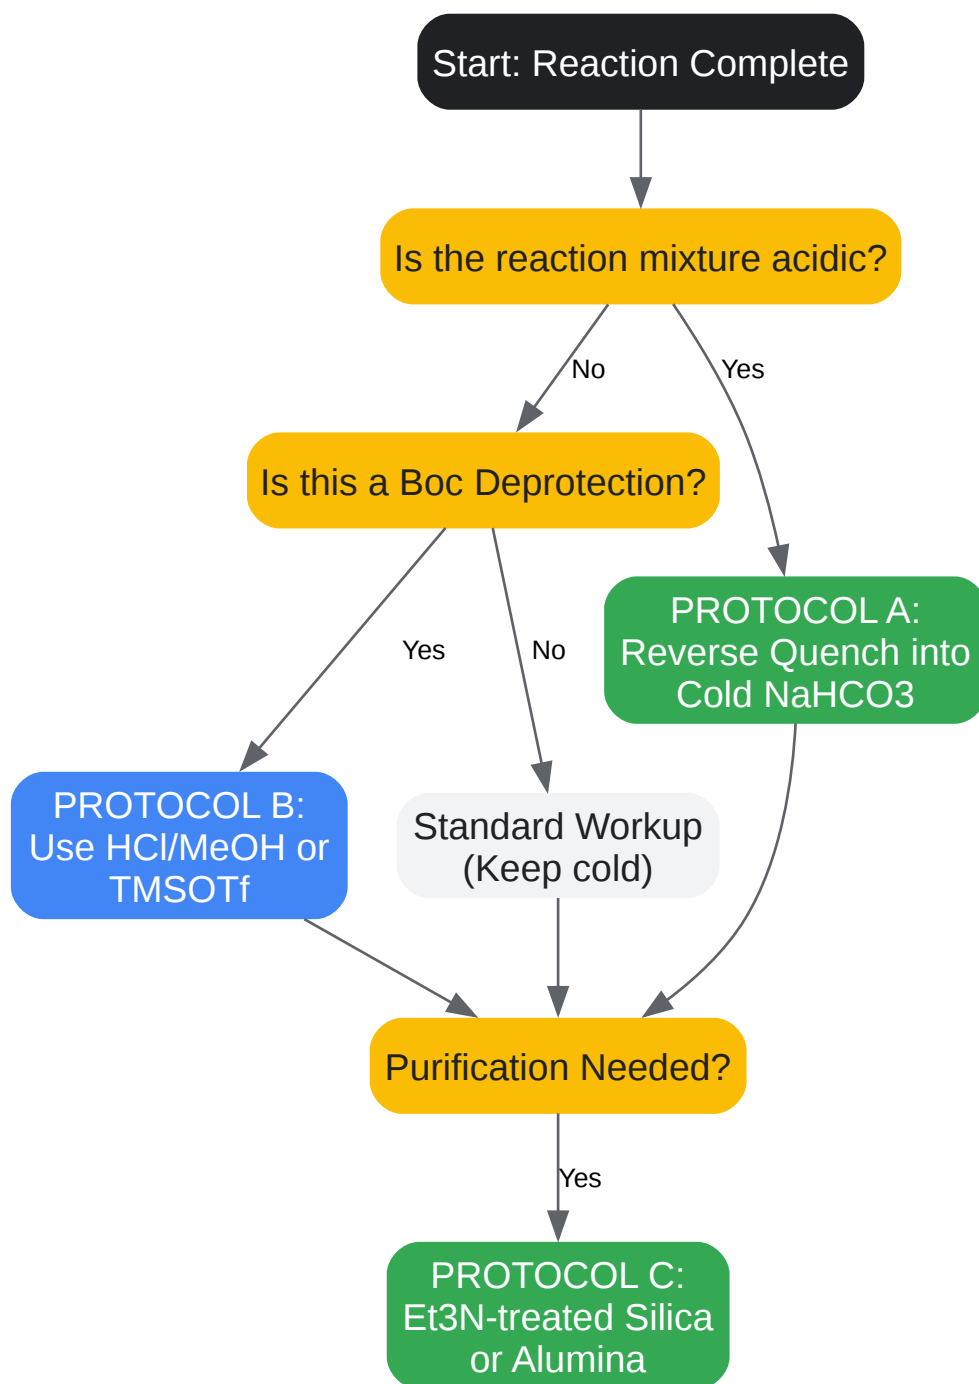 Start: Reaction Complete
Is the reaction mixture acidic?
No
Yes
Is this a Boc Deprotection?
PROTOCOL A:
Reverse Quench into
Cold NaHCO3
Yes
No
PROTOCOL B:
Use HCl/MeOH or
TMSOTf
Standard Workup
(Keep cold)
Purification Needed?
Yes
PROTOCOL C:
Et3N-treated Silica
or Alumina